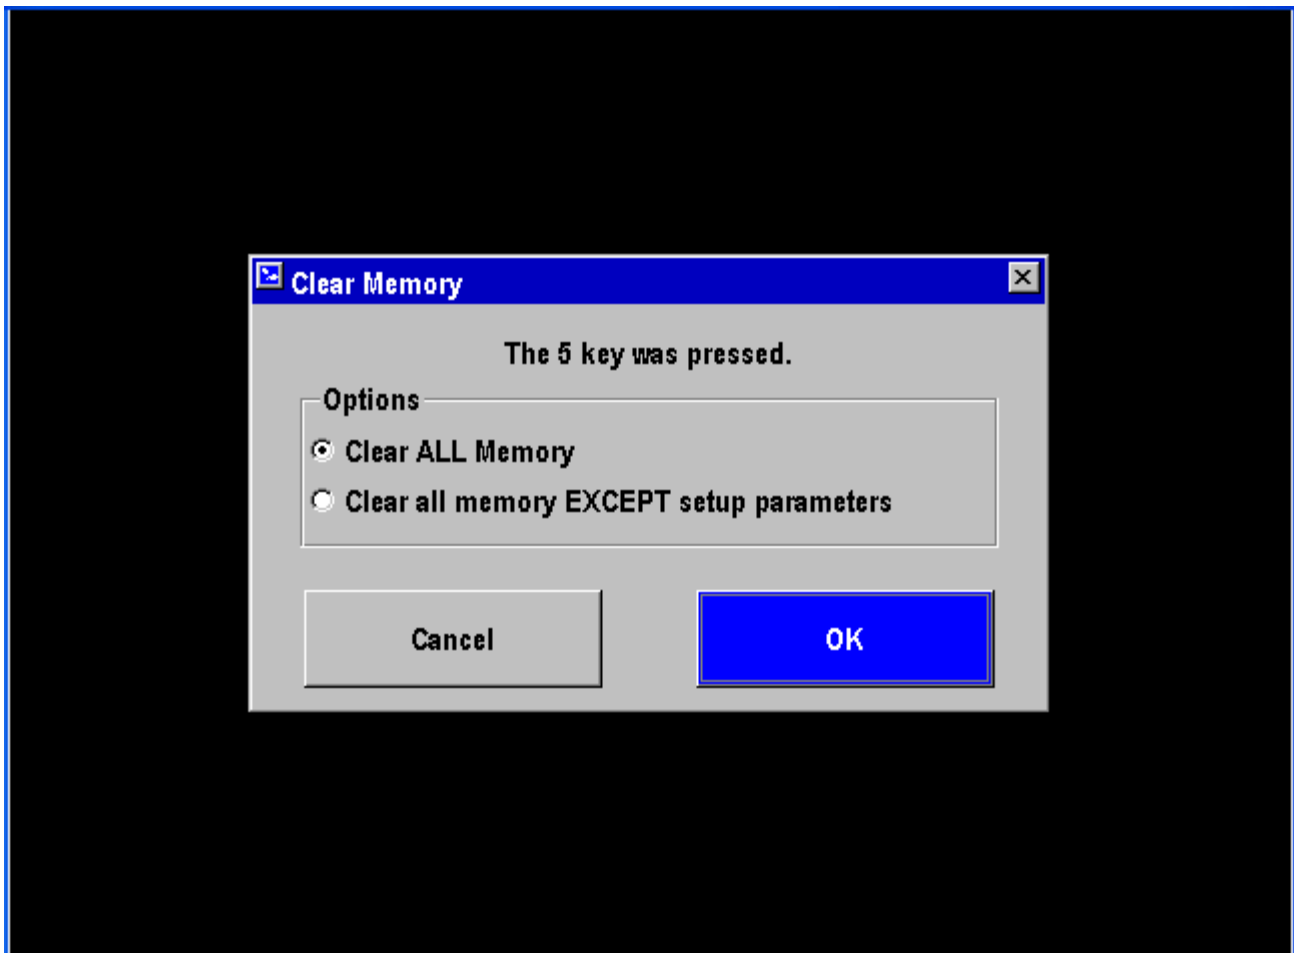 Clear Memory
The 5 key was pressed.
Options
Clear ALL Memory
Clear all memory EXCEPT setup parameters
Cancel
OK